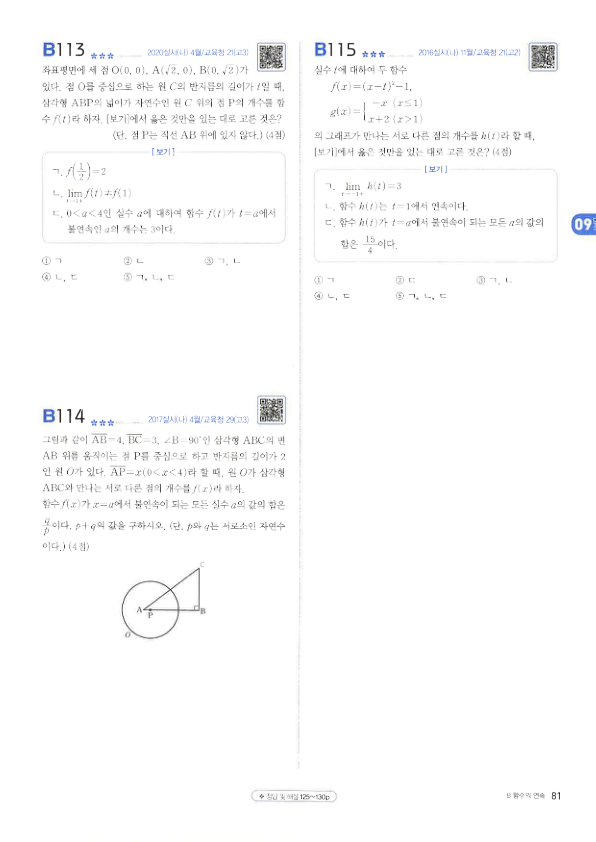 B113 ★★★ 2020실시(나) 4월/교육청 21(고3)
좌표평면에 세 점 O(0, 0), A(√2, 0), B(0, √2)가
있다. 점 O를 중심으로 하는 원 C의 반지름의 길이가 t일 때,
삼각형 ABP의 넓이가 자연수인 원 C 위의 점 P의 개수를 함
수 f(t)라 하자. [보기]에서 옳은 것만을 있는 대로 고른 것은?
(단, 점 P는 직선 AB 위에 있지 않다.) (4점)
[보기]
ㄱ. f(1/2)=2
ㄴ. lim t→1+ f(t)≠f(1)
ㄷ. 0<a<4인 실수 a에 대하여 함수 f(t)가 t=a에서
불연속인 a의 개수는 3이다.
① ㄱ ② ㄴ ③ ㄱ, ㄴ
④ ㄴ, ㄷ ⑤ ㄱ, ㄴ, ㄷ
B114 ★★★ 2017실시(나) 4월/교육청 29(고3)
그림과 같이 AB=4, BC=3, ∠B=90°인 삼각형 ABC의 변
AB 위를 움직이는 점 P를 중심으로 하고 반지름의 길이가 2
인 원 O가 있다. AP=x(0<x<4)라 할 때, 원 O가 삼각형
ABC와 만나는 서로 다른 점의 개수를 f(x)라 하자.
함수 f(x)가 x=a에서 불연속이 되는 모든 실수 a의 값의 합은
q/p이다. p+q의 값을 구하시오. (단, p와 q는 서로소인 자연수
이다.) (4점)
C
A
P
B
O
B115 ★★★ 2016실시(나) 11월/교육청 21(고2)
실수 t에 대하여 두 함수
f(x)=(x-t)²-1,
g(x)={ -x (x≤1)
x+2 (x>1)
의 그래프가 만나는 서로 다른 점의 개수를 h(t)라 할 때,
[보기]에서 옳은 것만을 있는 대로 고른 것은? (4점)
[보기]
ㄱ. lim t→-1+ h(t)=3
ㄴ. 함수 h(t)는 t=1에서 연속이다.
ㄷ. 함수 h(t)가 t=a에서 불연속이 되는 모든 a의 값의
합은 15/4이다.
① ㄱ ② ㄷ ③ ㄱ, ㄴ
④ ㄴ, ㄷ ⑤ ㄱ, ㄴ, ㄷ
09
정답 및 해설 125~130p
B 함수의 연속 81